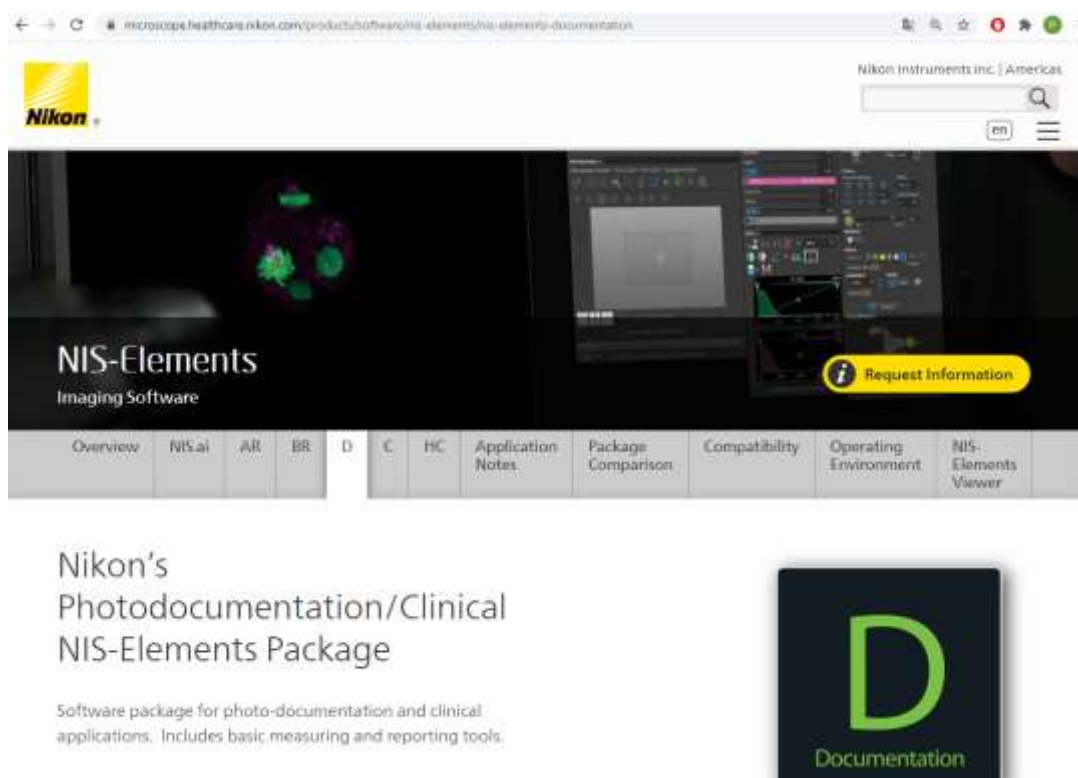 microscope.healthcare.nikon.com/products/software/nis-elements/nis-elements-documentation
Nikon Instruments Inc. | Americas
Nikon
en
NIS-Elements
Imaging Software
Request Information
Overview NIS.ai AR BR D C HC Application Notes Package Comparison Compatibility Operating Environment NIS-Elements Viewer
Nikon's
Photodocumentation/Clinical
NIS-Elements Package
Software package for photo-documentation and clinical
applications. Includes basic measuring and reporting tools.
D
Documentation